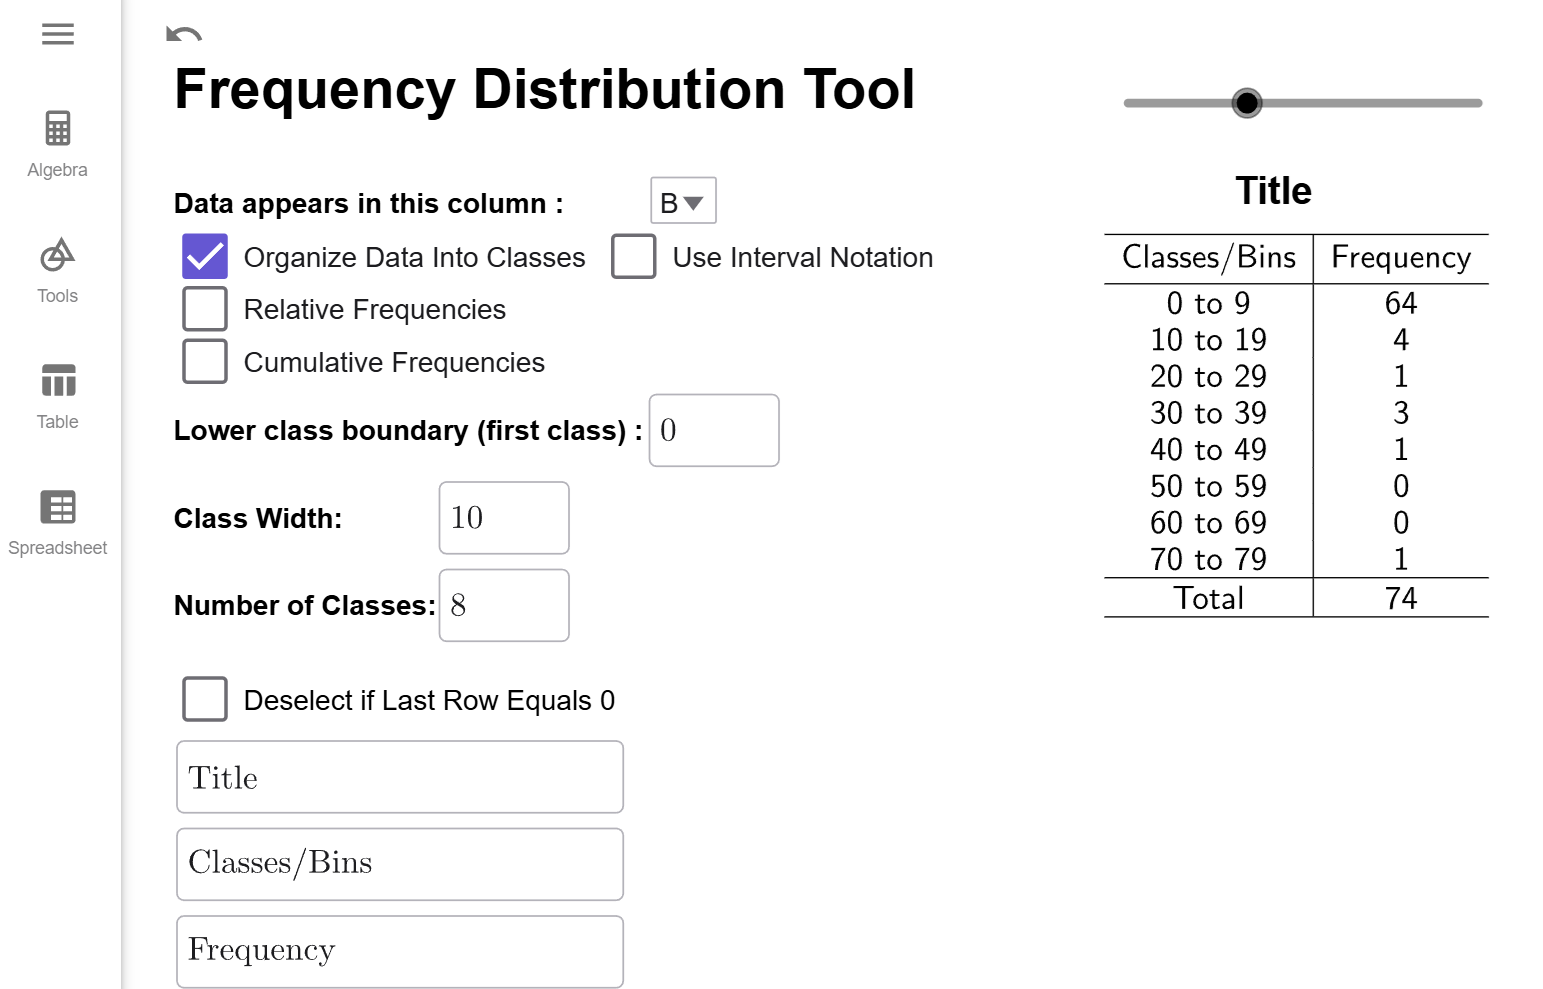 Frequency Distribution Tool
Algebra
Tools
Table
Spreadsheet
Data appears in this column : B
Organize Data Into Classes Use Interval Notation
Relative Frequencies
Cumulative Frequencies
Lower class boundary (first class) : 0
Class Width: 10
Number of Classes: 8
Deselect if Last Row Equals 0
Title
Classes/Bins
Frequency
Title
Classes/Bins Frequency
0 to 9 64
10 to 19 4
20 to 29 1
30 to 39 3
40 to 49 1
50 to 59 0
60 to 69 0
70 to 79 1
Total 74